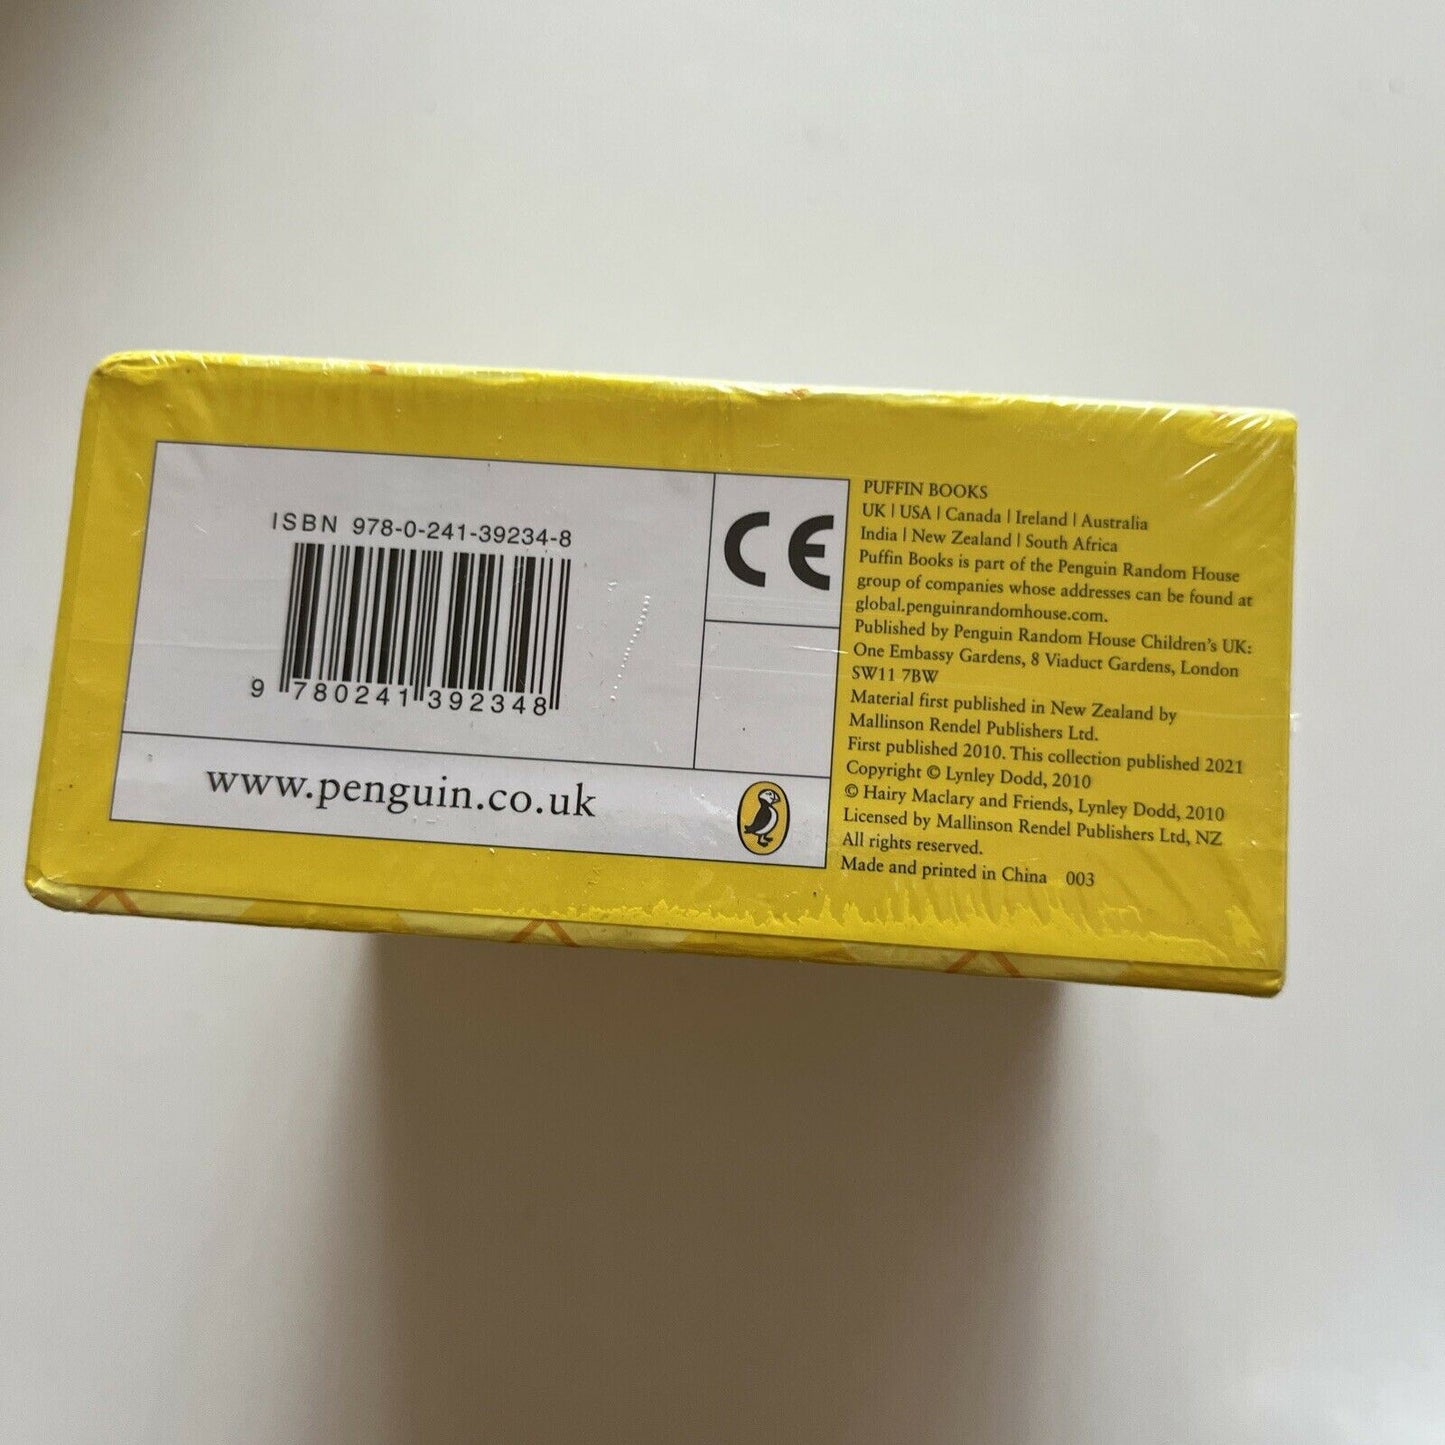 ISBN 978-0-241-39234-8
9 780241 392348
www.penguin.co.uk
CE
PUFFIN BOOKS
UK | USA | Canada | Ireland | Australia
India | New Zealand | South Africa
Puffin Books is part of the Penguin Random House
group of companies whose addresses can be found at
global.penguinrandomhouse.com.
Published by Penguin Random House Children's UK:
One Embassy Gardens, 8 Viaduct Gardens, London
SW11 7BW
Material first published in New Zealand by
Mallinson Rendel Publishers Ltd.
First published 2010. This collection published 2021
Copyright © Lynley Dodd, 2010
© Hairy Maclary and Friends, Lynley Dodd, 2010
Licensed by Mallinson Rendel Publishers Ltd, NZ
All rights reserved.
Made and printed in China 003